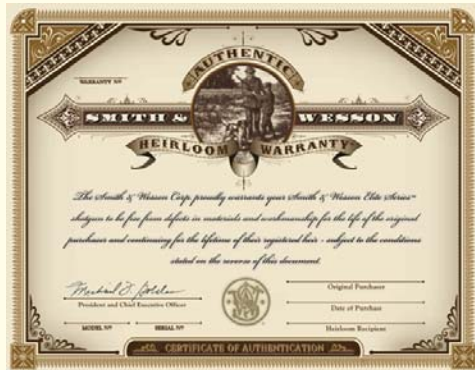 AUTHENTIC
WARRANTY Nº
SMITH & WESSON
HEIRLOOM WARRANTY
The Smith & Wesson Corp. proudly warrants your Smith & Wesson Elite Series™
shotgun to be free from defects in materials and workmanship for the life of the original
purchaser and continuing for the lifetime of their registered heir - subject to the conditions
stated on the reverse of this document.
President and Chief Executive Officer
MODEL Nº
SERIAL Nº
Original Purchaser
Date of Purchase
Heirloom Recipient
CERTIFICATE OF AUTHENTICATION